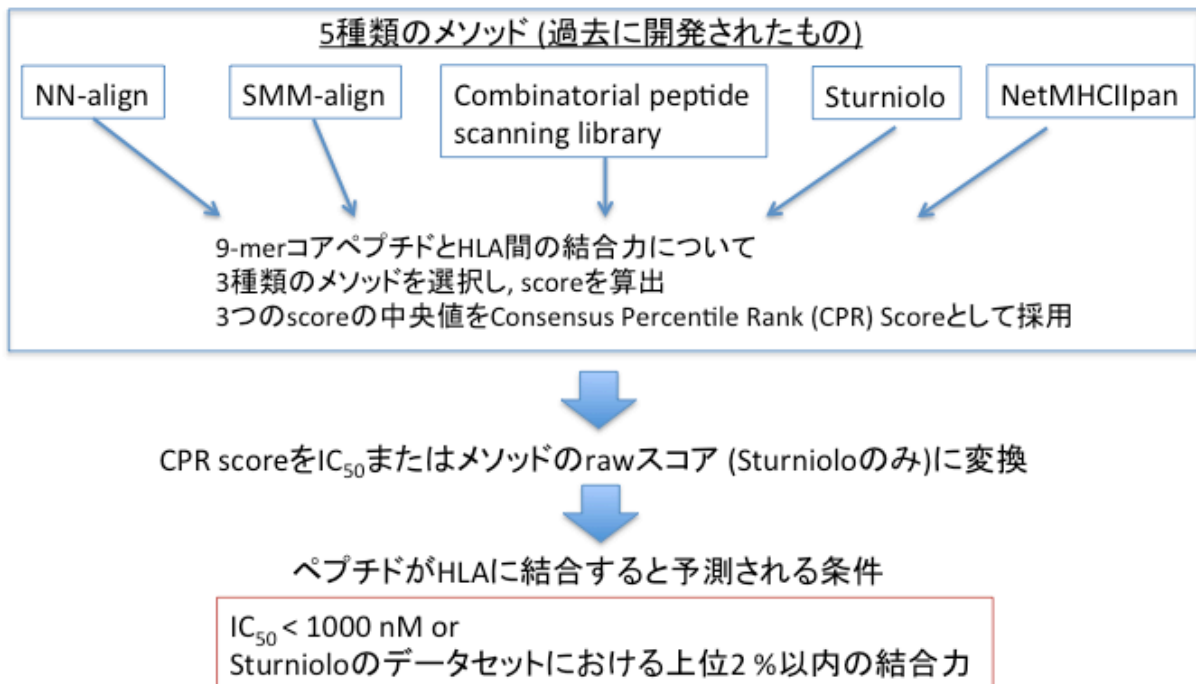 5種類のメソッド (過去に開発されたもの)
NN-align
SMM-align
Combinatorial peptide
scanning library
Sturniolo
NetMHCIIpan
9-merコアペプチドとHLA間の結合力について
3種類のメソッドを選択し, scoreを算出
3つのscoreの中央値をConsensus Percentile Rank (CPR) Scoreとして採用
CPR scoreをIC50またはメソッドのrawスコア (Sturnioloのみ)に変換
ペプチドがHLAに結合すると予測される条件
IC50 < 1000 nM or
Sturnioloのデータセットにおける上位2 %以内の結合力